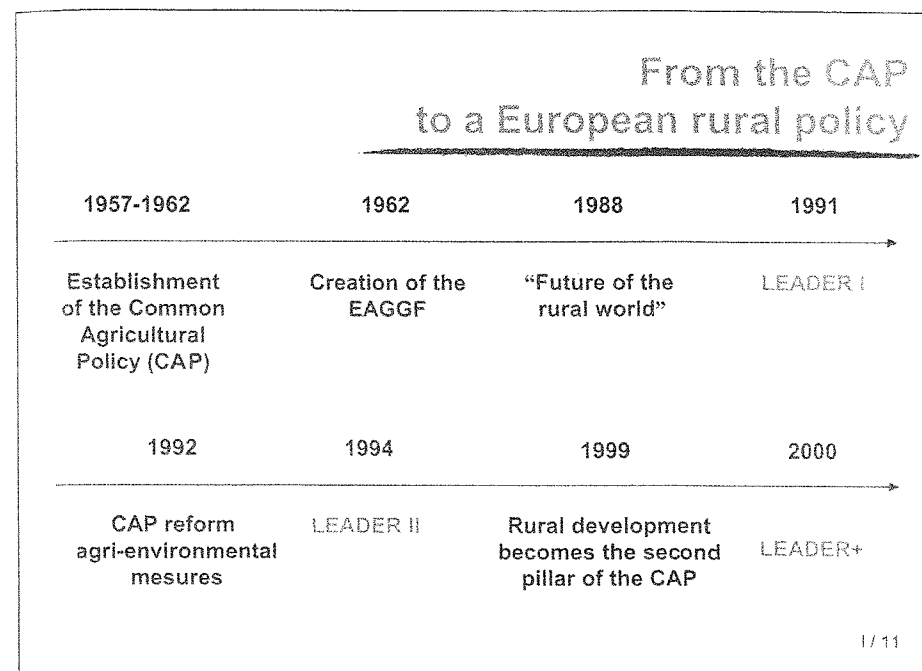 From the CAP
to a European rural policy
1957-1962 1962 1988 1991
Establishment Creation of the “Future of the LEADER I
of the Common EAGGF rural world”
Agricultural
Policy (CAP)
1992 1994 1999 2000
CAP reform LEADER II Rural development
agri-environmental becomes the second LEADER+
mesures pillar of the CAP
I / 11